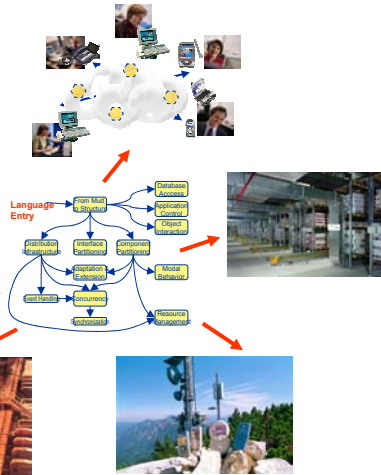 Database
Acccess
Language
Entry
From Mud
to Structure
Application
Control
Object
Interaction
Distribution
Infrastructure
Interface
Partitioning
Component
Partitioning
Adaptation &
Extension
Modal
Behavior
Event Handling
Concurrency
Resource
Management
Synchronization